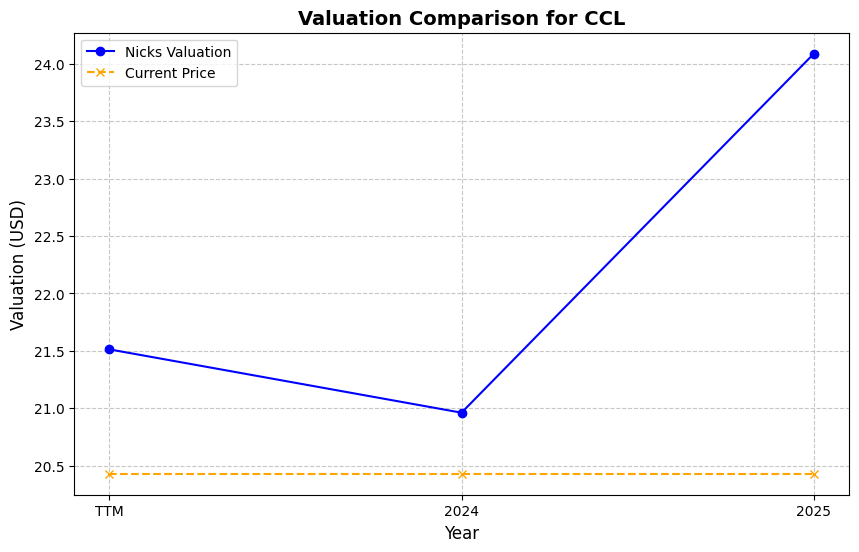 Valuation Comparison for CCL
Nicks Valuation
Current Price
Valuation (USD)
24.0
23.5
23.0
22.5
22.0
21.5
21.0
20.5
TTM 2024 2025
Year